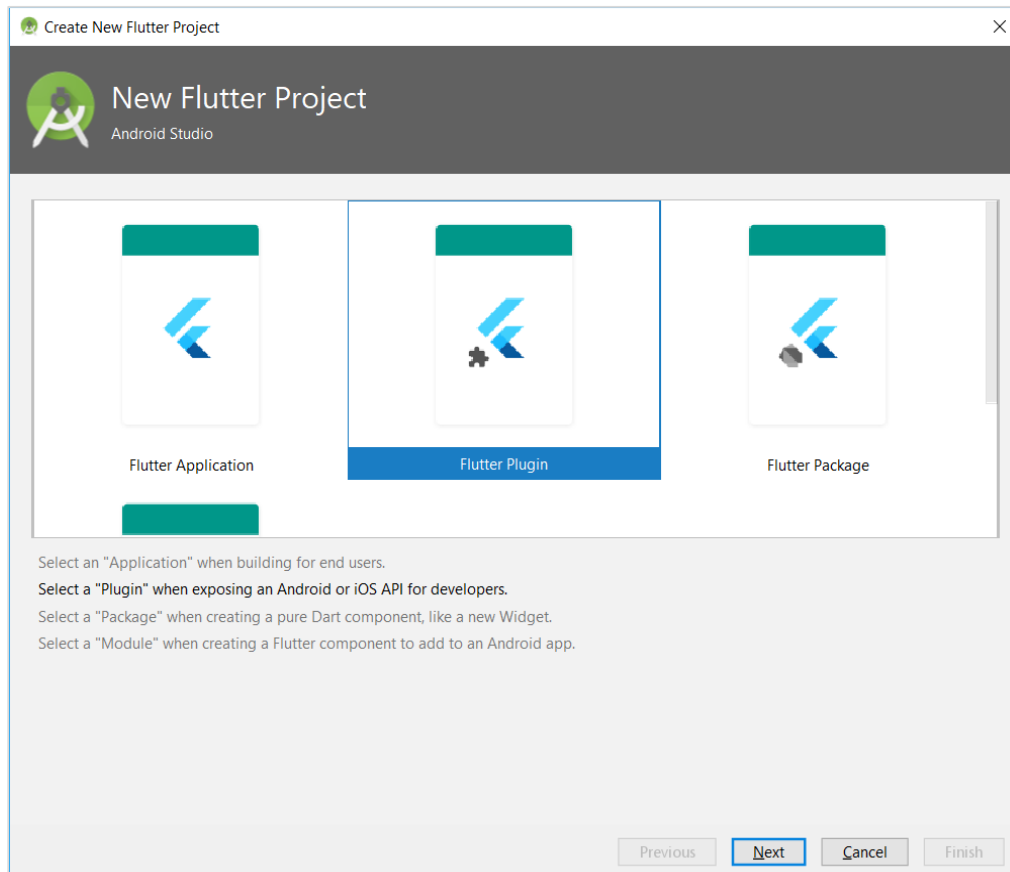 Create New Flutter Project
New Flutter Project
Android Studio
Flutter Application
Flutter Plugin
Flutter Package
Select an "Application" when building for end users.
Select a "Plugin" when exposing an Android or iOS API for developers.
Select a "Package" when creating a pure Dart component, like a new Widget.
Select a "Module" when creating a Flutter component to add to an Android app.
Previous Next Cancel Finish